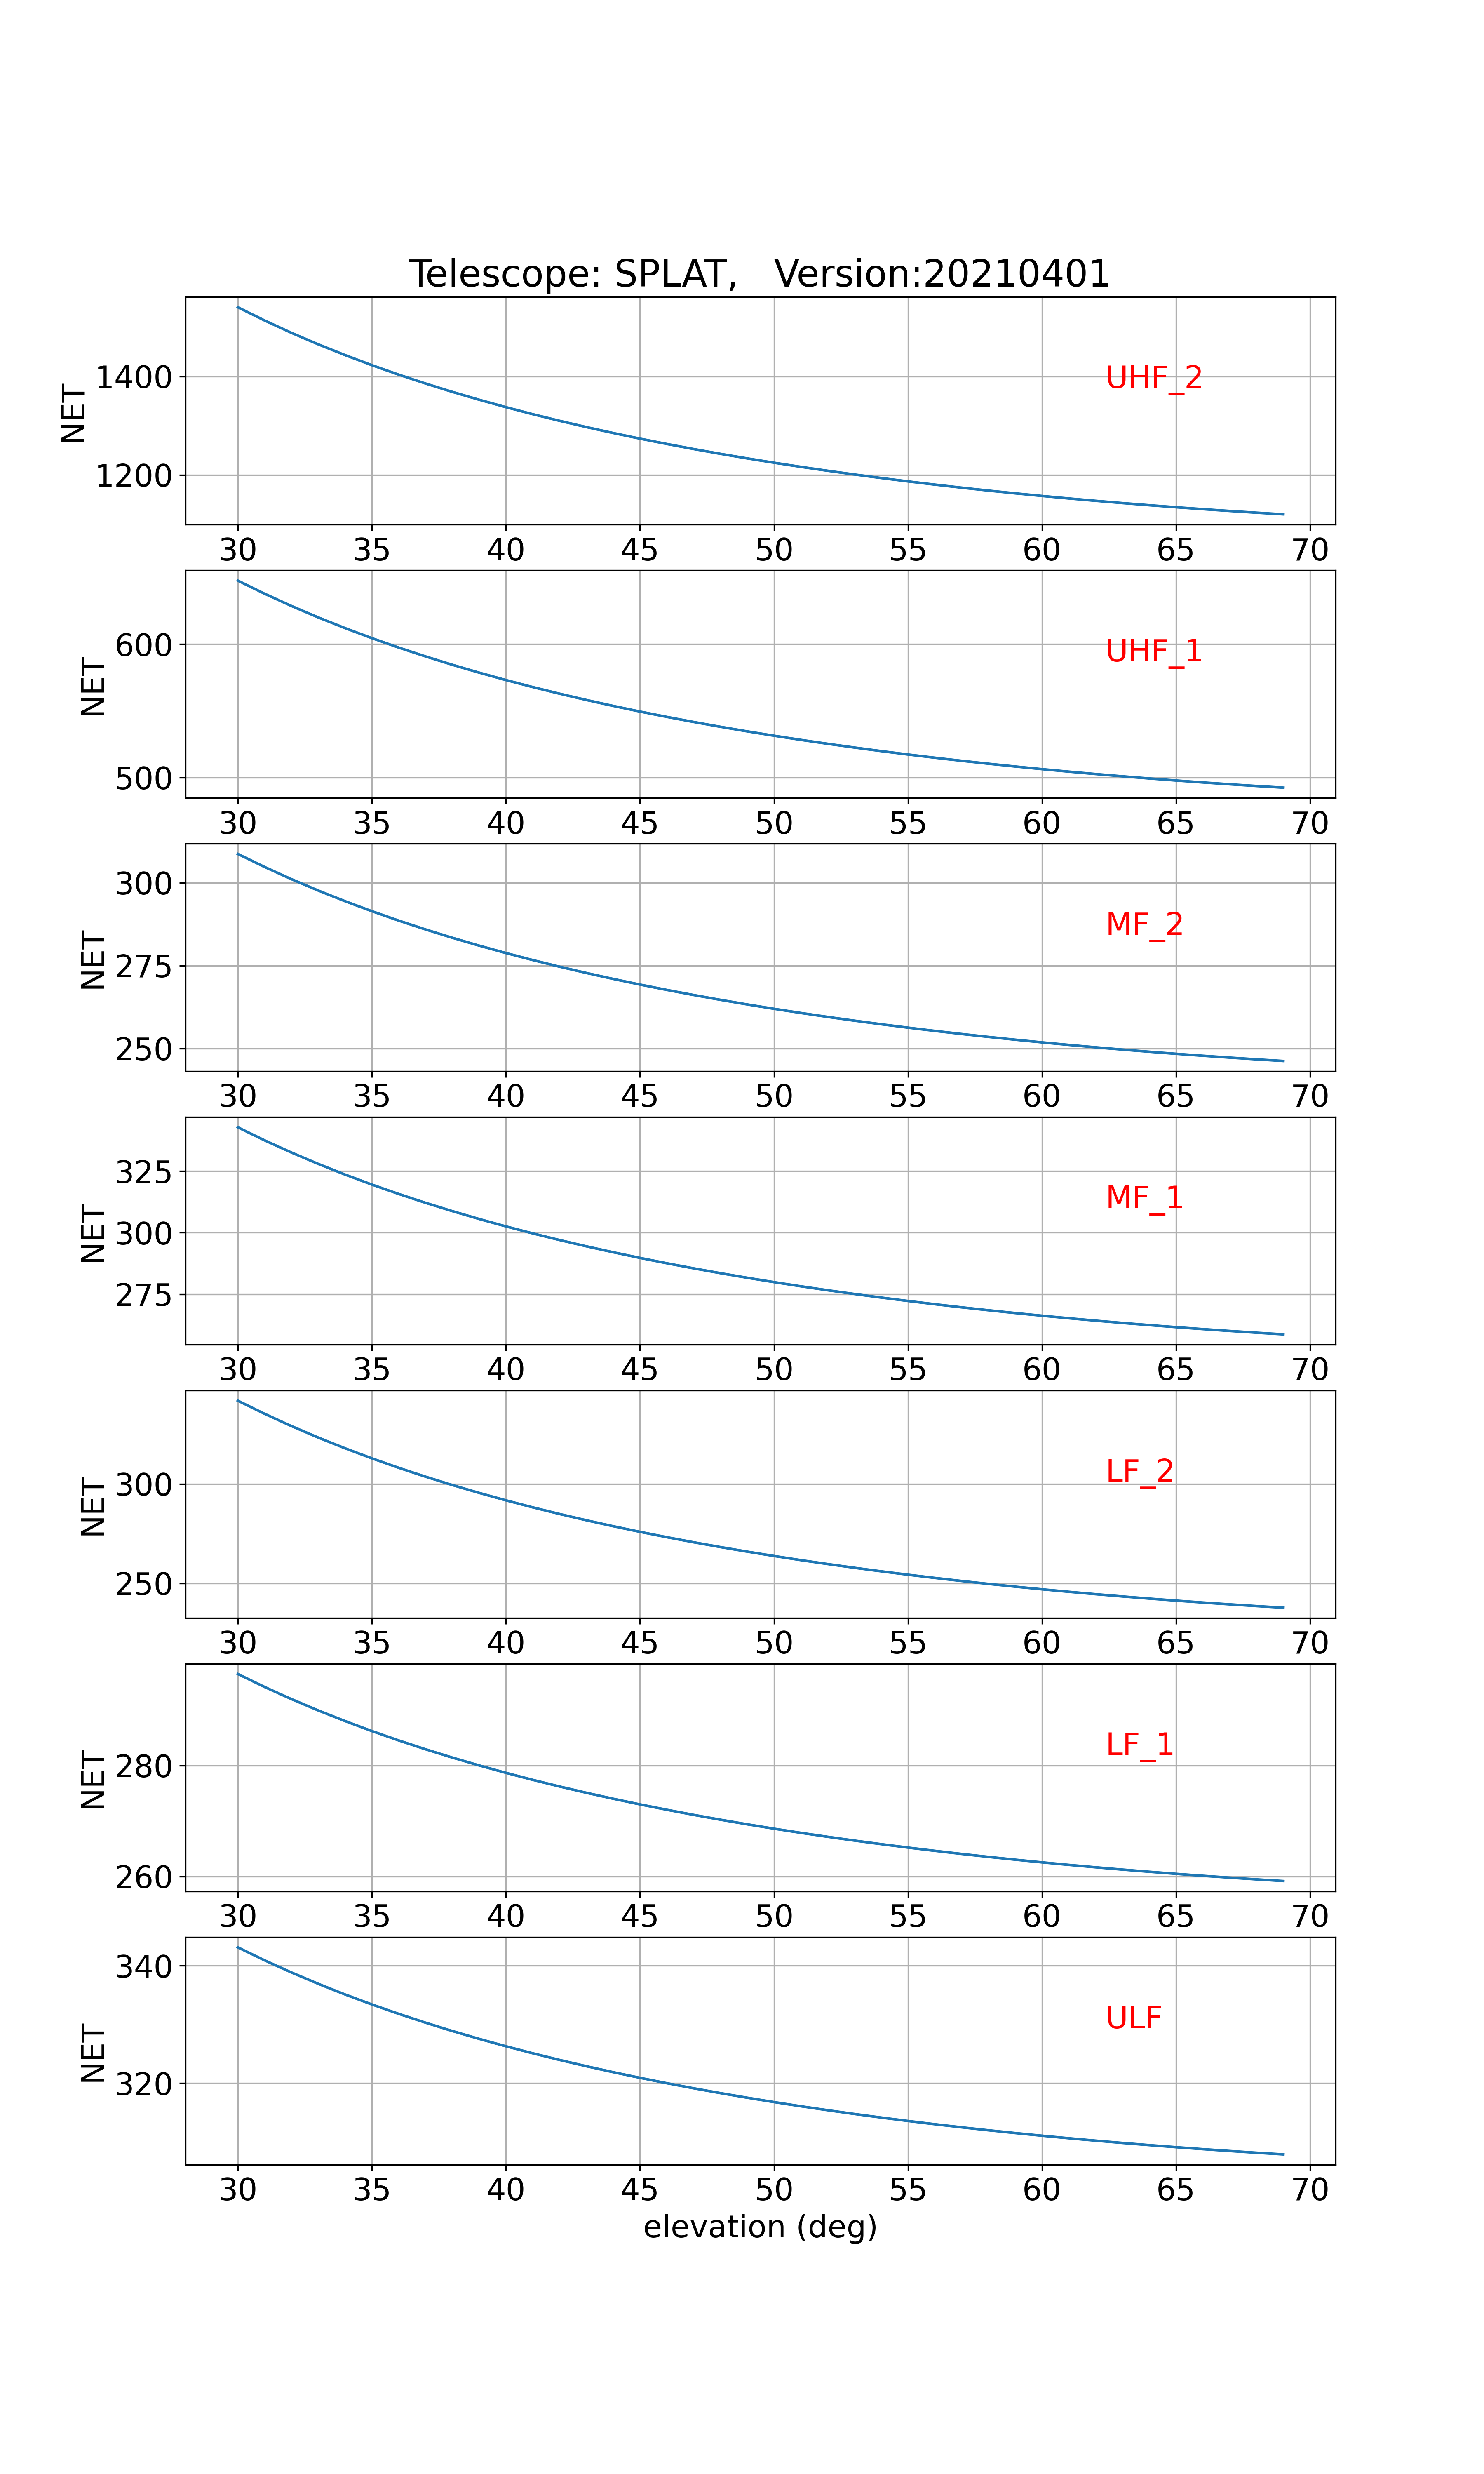 Telescope: SPLAT,   Version:20210401
NET
1400
1200
UHF_2
30 35 40 45 50 55 60 65 70
NET
600
500
UHF_1
30 35 40 45 50 55 60 65 70
NET
300
275
250
MF_2
30 35 40 45 50 55 60 65 70
NET
325
300
275
MF_1
30 35 40 45 50 55 60 65 70
NET
300
250
LF_2
30 35 40 45 50 55 60 65 70
NET
280
260
LF_1
30 35 40 45 50 55 60 65 70
NET
340
320
ULF
30 35 40 45 50 55 60 65 70
elevation (deg)